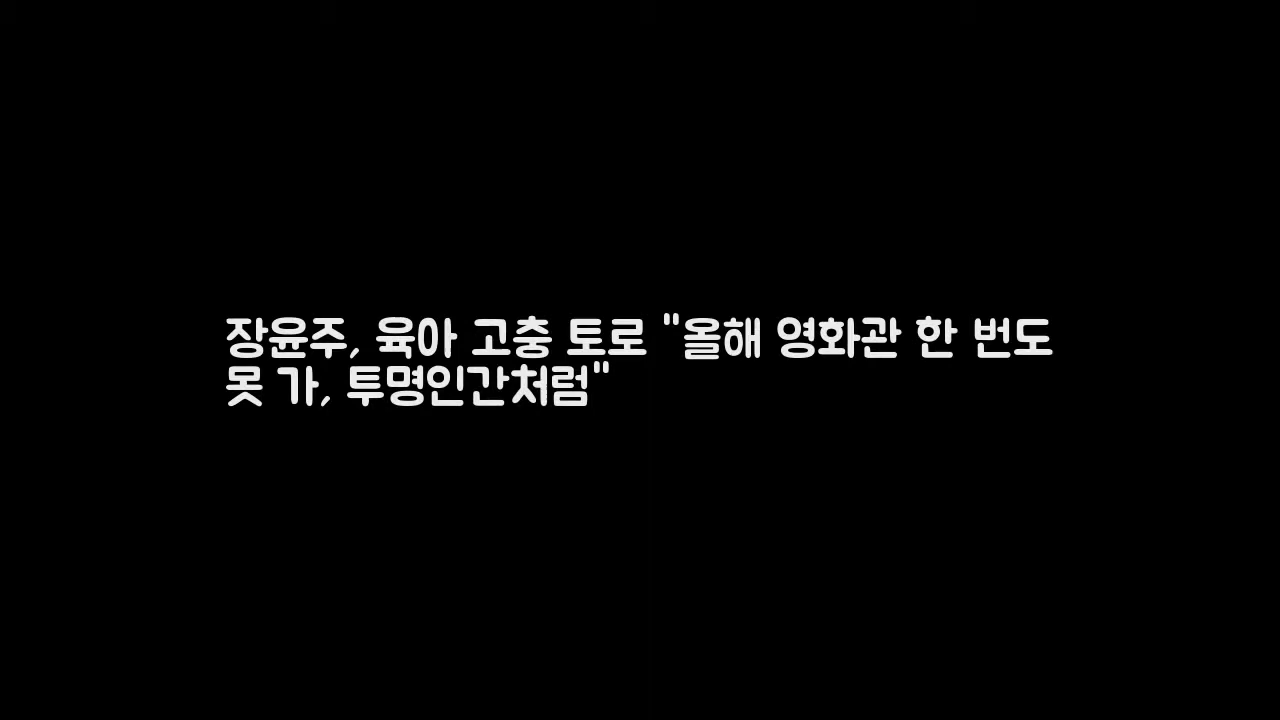 장윤주, 육아 고충 토로 "올해 영화관 한 번도
못 가, 투명인간처럼"